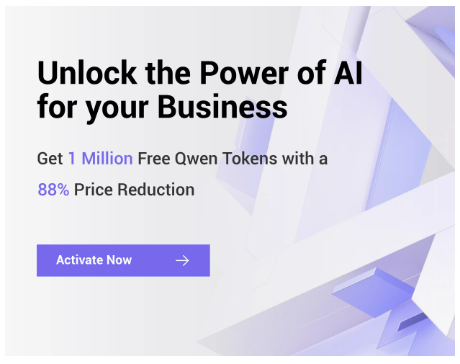 Unlock the Power of AI
for your Business
Get 1 Million Free Qwen Tokens with a
88% Price Reduction
Activate Now →